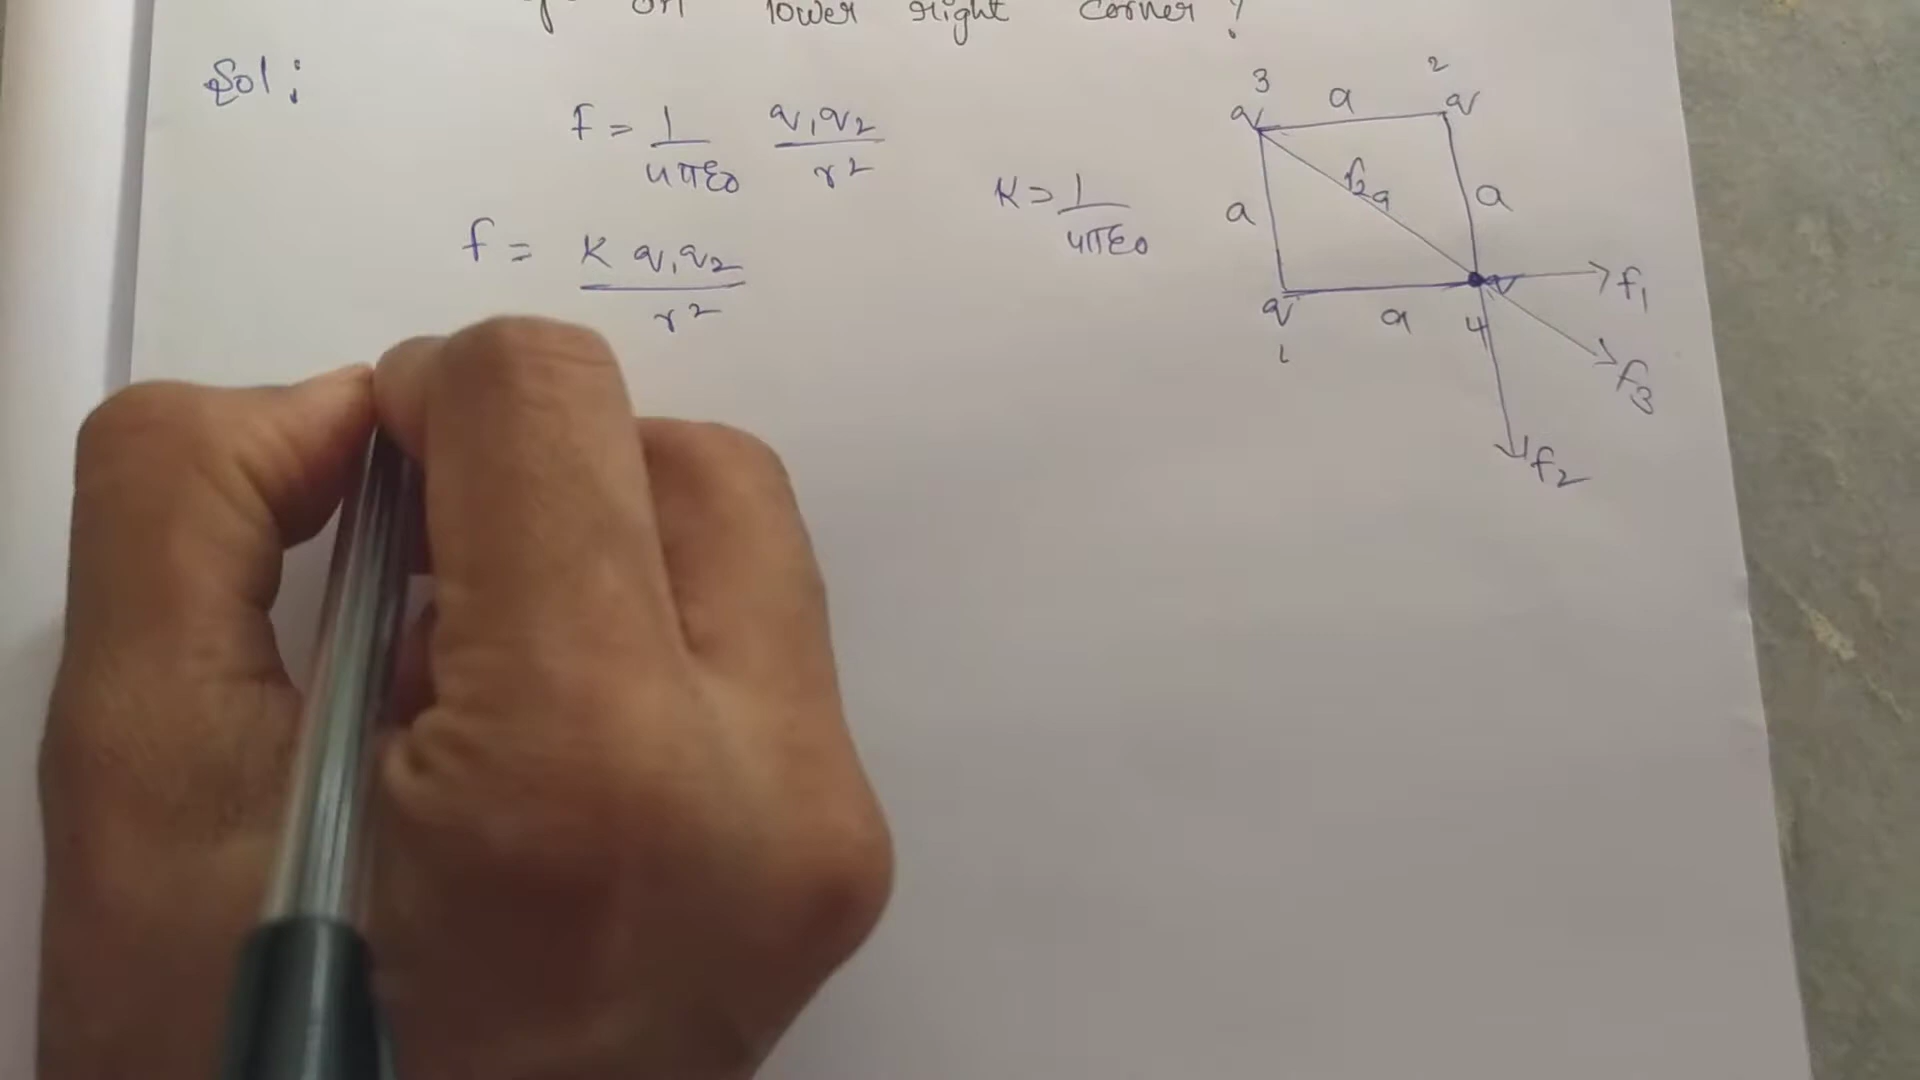 on lower right corner?
Sol:
F = 1/4πε0 q1q2/r2
K = 1/4πε0
f = K q1q2/r2
3
2
q
a
q
√2a
a
a
q
a
4
q
1
f1
f3
f2